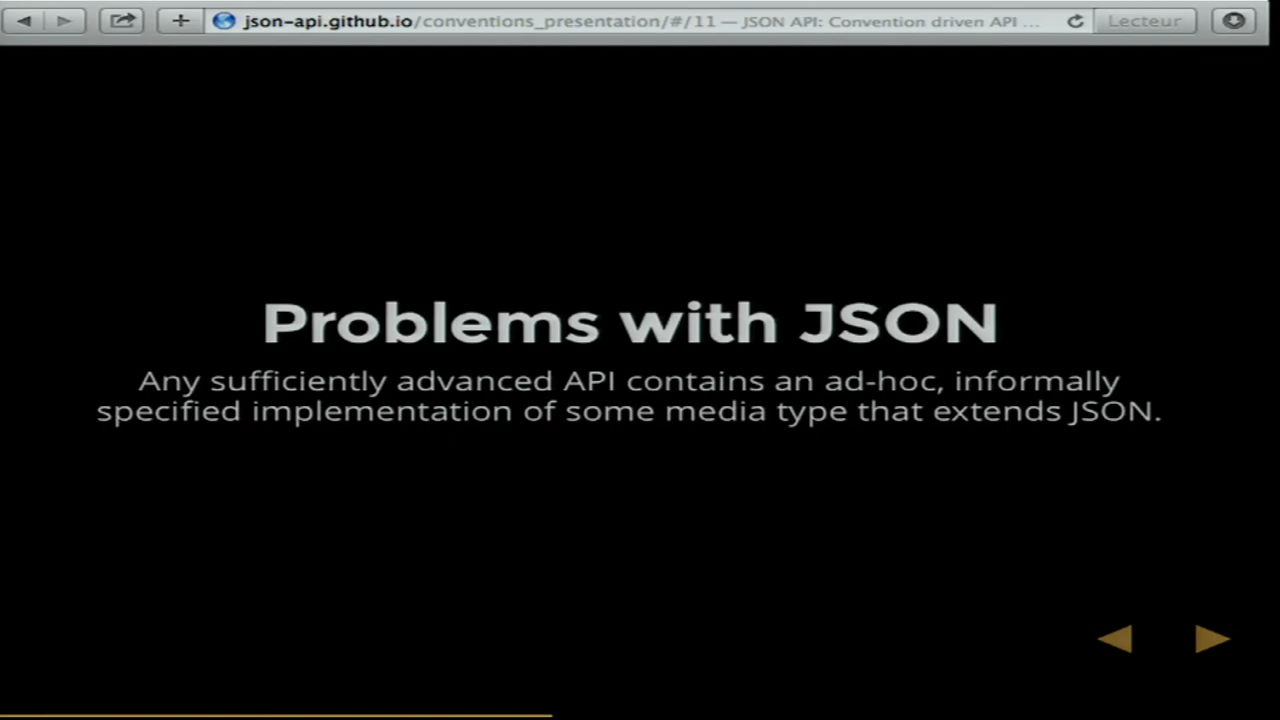 json-api.github.io/conventions_presentation/#/11 — JSON API: Convention driven API ...
Lecteur
Problems with JSON
Any sufficiently advanced API contains an ad-hoc, informally
specified implementation of some media type that extends JSON.